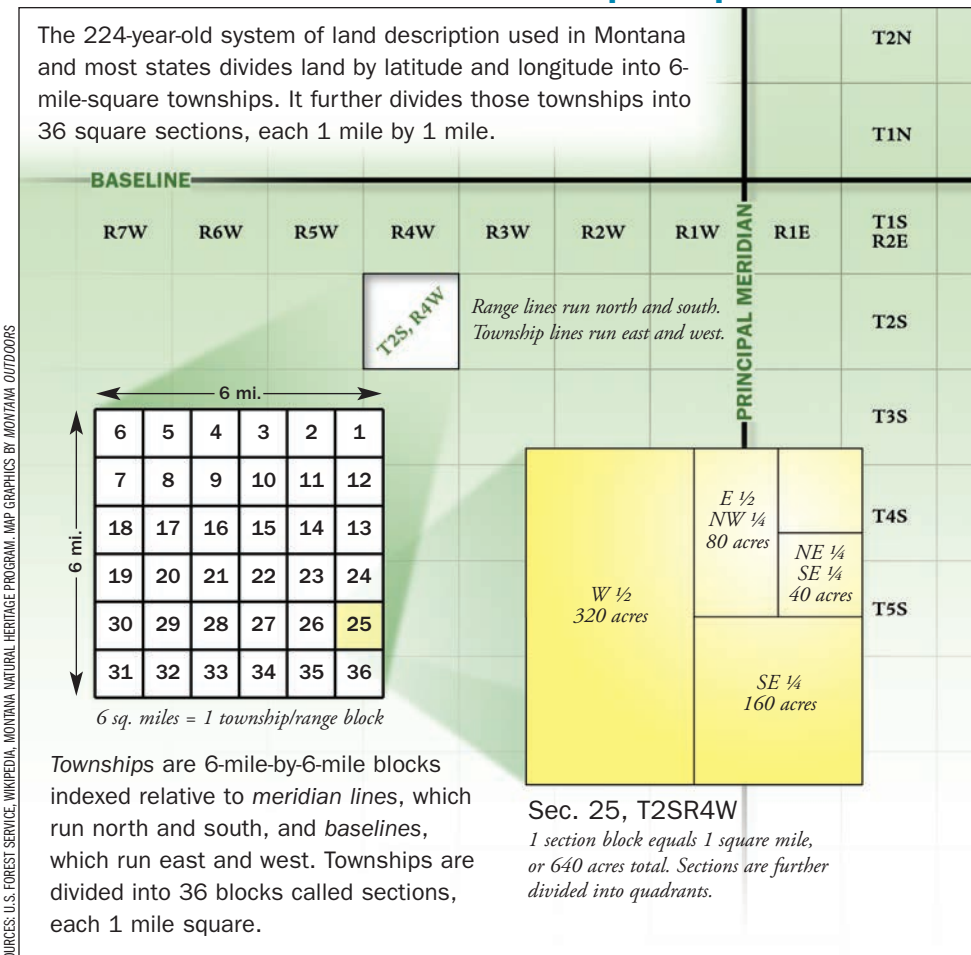 The 224-year-old system of land description used in Montana
and most states divides land by latitude and longitude into 6-
mile-square townships. It further divides those townships into
36 square sections, each 1 mile by 1 mile.
T2N
T1N
BASELINE
R7W R6W R5W R4W R3W R2W R1W R1E T1S
R2E
PRINCIPAL MERIDIAN
T2S, R4W
Range lines run north and south.
Township lines run east and west.
T2S
T3S
T4S
T5S
6 mi.
6 mi.
6 5 4 3 2 1
7 8 9 10 11 12
18 17 16 15 14 13
19 20 21 22 23 24
30 29 28 27 26 25
31 32 33 34 35 36
6 sq. miles = 1 township/range block
W ½
320 acres
E ½
NW ¼
80 acres
NE ¼
SE ¼
40 acres
SE ¼
160 acres
Sec. 25, T2SR4W
1 section block equals 1 square mile,
or 640 acres total. Sections are further
divided into quadrants.
Townships are 6-mile-by-6-mile blocks
indexed relative to meridian lines, which
run north and south, and baselines,
which run east and west. Townships are
divided into 36 blocks called sections,
each 1 mile square.
U.S. FOREST SERVICE, WIKIPEDIA, MONTANA NATURAL HERITAGE PROGRAM. MAP GRAPHICS BY MONTANA OUTDOORS